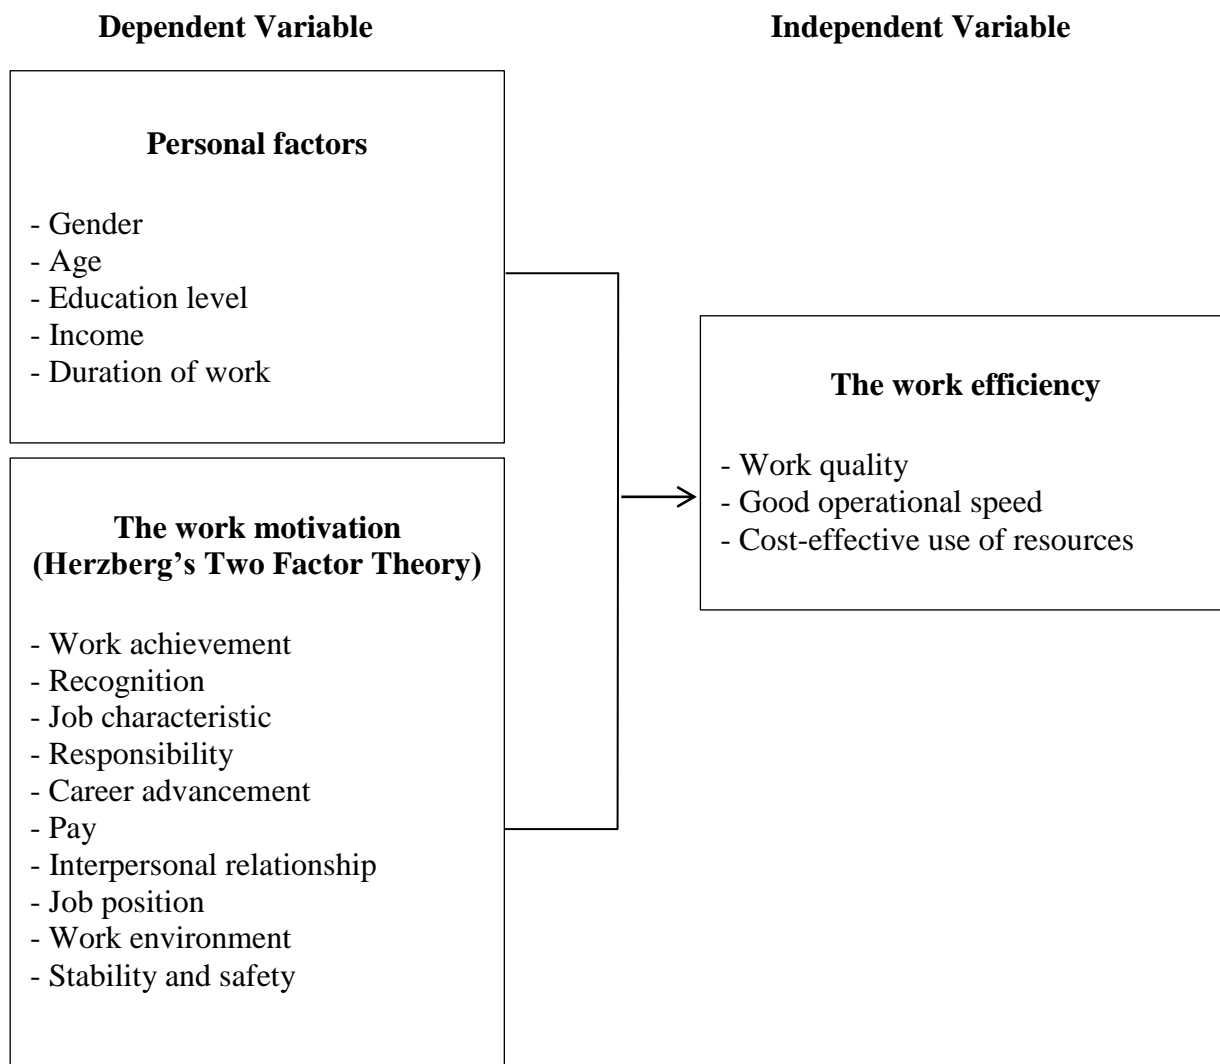 Dependent Variable
Independent Variable
Personal factors
- Gender
- Age
- Education level
- Income
- Duration of work
The work motivation
(Herzberg’s Two Factor Theory)
- Work achievement
- Recognition
- Job characteristic
- Responsibility
- Career advancement
- Pay
- Interpersonal relationship
- Job position
- Work environment
- Stability and safety
The work efficiency
- Work quality
- Good operational speed
- Cost-effective use of resources